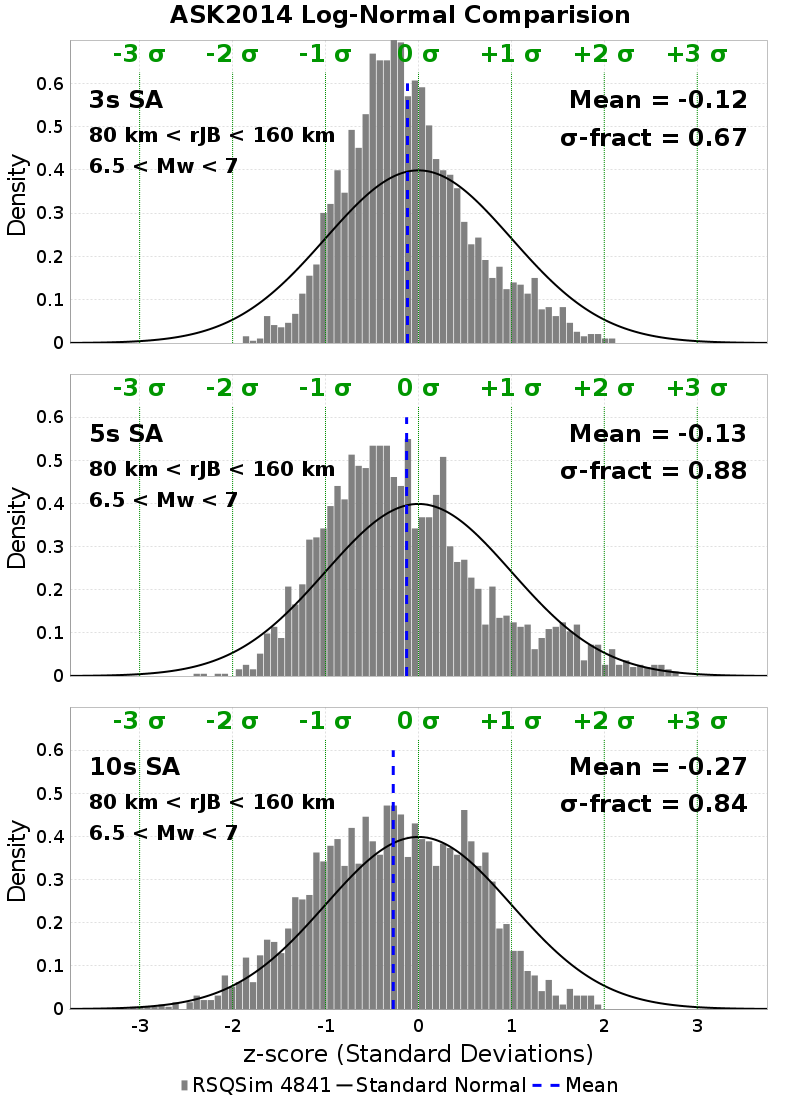 ASK2014 Log-Normal Comparision
-3 σ -2 σ -1 σ 0 σ +1 σ +2 σ +3 σ
3s SA
80 km < rJB < 160 km
6.5 < Mw < 7
Mean = -0.12
σ-fract = 0.67
Density
0.6
0.5
0.4
0.3
0.2
0.1
0
-3 σ -2 σ -1 σ 0 σ +1 σ +2 σ +3 σ
5s SA
80 km < rJB < 160 km
6.5 < Mw < 7
Mean = -0.13
σ-fract = 0.88
Density
0.6
0.5
0.4
0.3
0.2
0.1
0
-3 σ -2 σ -1 σ 0 σ +1 σ +2 σ +3 σ
10s SA
80 km < rJB < 160 km
6.5 < Mw < 7
Mean = -0.27
σ-fract = 0.84
Density
0.6
0.5
0.4
0.3
0.2
0.1
0
-3 -2 -1 0 1 2 3
z-score (Standard Deviations)
RSQSim 4841 Standard Normal Mean